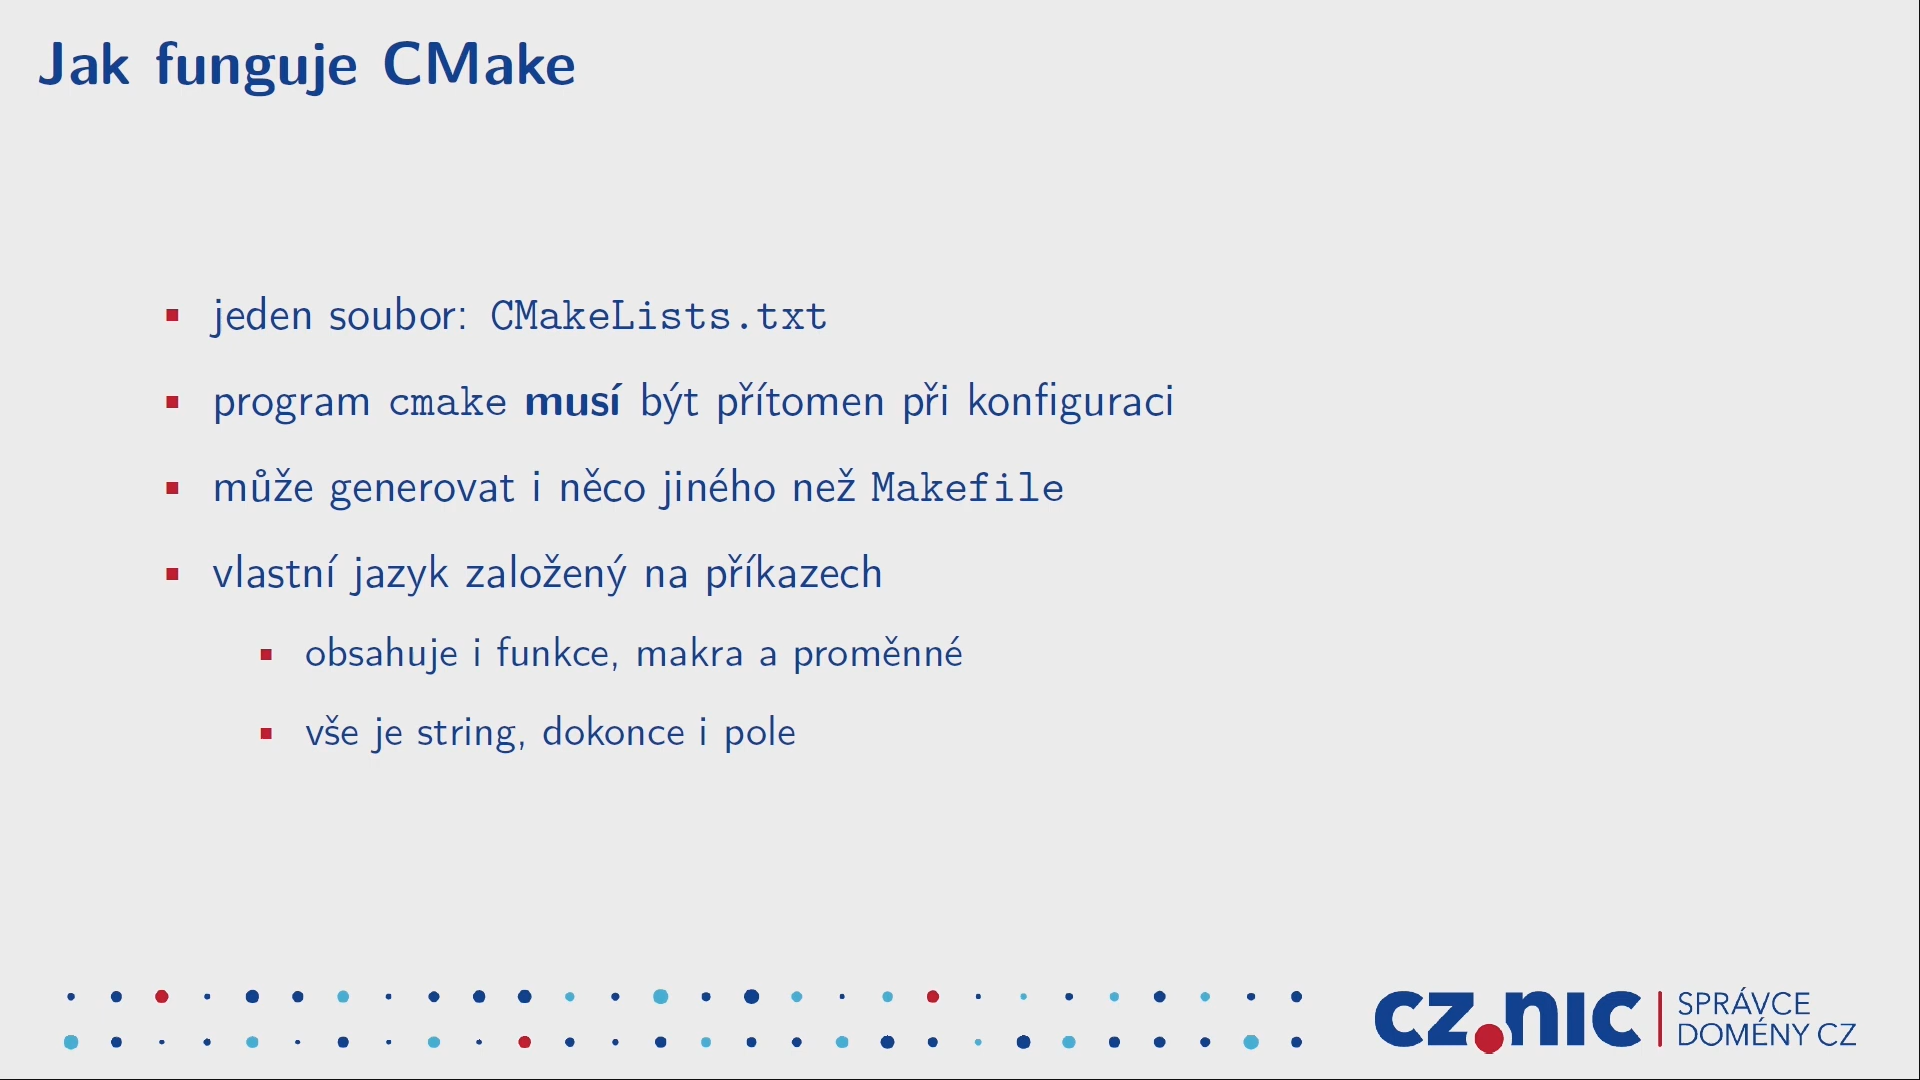 Jak funguje CMake
jeden soubor: CMakeLists.txt
program cmake musí být přítomen při konfiguraci
může generovat i něco jiného než Makefile
vlastní jazyk založený na příkazech
obsahuje i funkce, makra a proměnné
vše je string, dokonce i pole
cz.nic | SPRÁVCE
DOMÉNY CZ